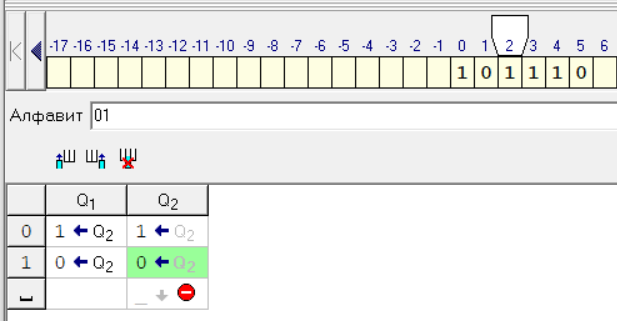 -17 -16 -15 -14 -13 -12 -11 -10 -9 -8 -7 -6 -5 -4 -3 -2 -1 0 1 2 3 4 5 6
1 0 1 1 1 0
Алфавит 01
Q1 Q2
0 1 ← Q2 1 ← Q2
1 0 ← Q2 0 ← Q2
␣ _ ↓